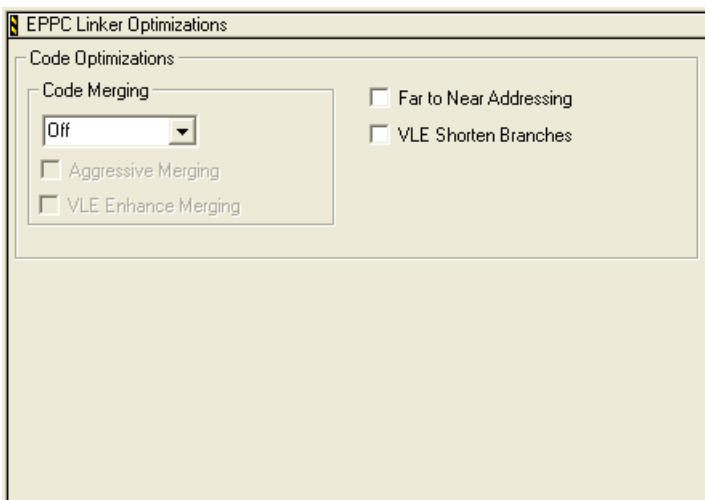 EPPC Linker Optimizations
Code Optimizations
Code Merging
Off
Aggressive Merging
VLE Enhance Merging
Far to Near Addressing
VLE Shorten Branches